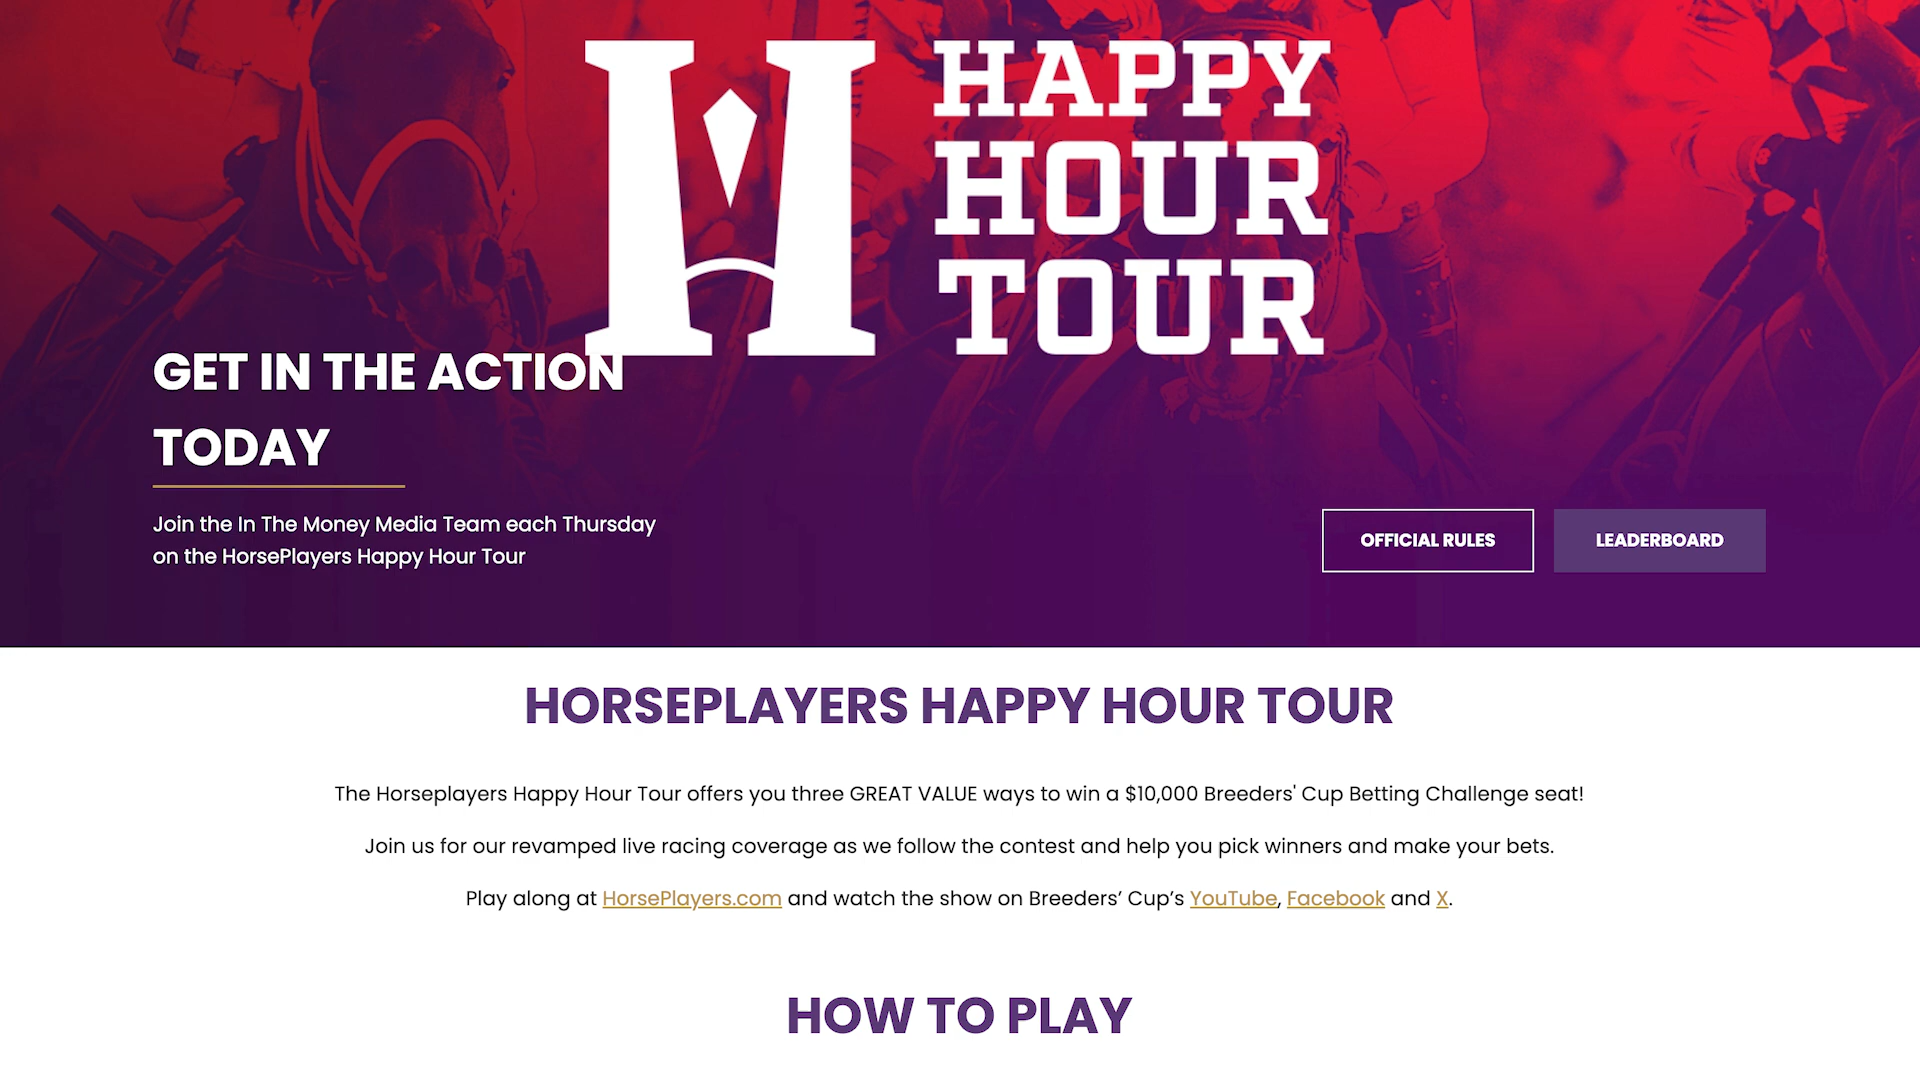 HAPPY
HOUR
TOUR
GET IN THE ACTION
TODAY
Join the In The Money Media Team each Thursday
on the HorsePlayers Happy Hour Tour
OFFICIAL RULES
LEADERBOARD
HORSEPLAYERS HAPPY HOUR TOUR
The Horseplayers Happy Hour Tour offers you three GREAT VALUE ways to win a $10,000 Breeders' Cup Betting Challenge seat!
Join us for our revamped live racing coverage as we follow the contest and help you pick winners and make your bets.
Play along at HorsePlayers.com and watch the show on Breeders’ Cup’s YouTube, Facebook and X.
HOW TO PLAY